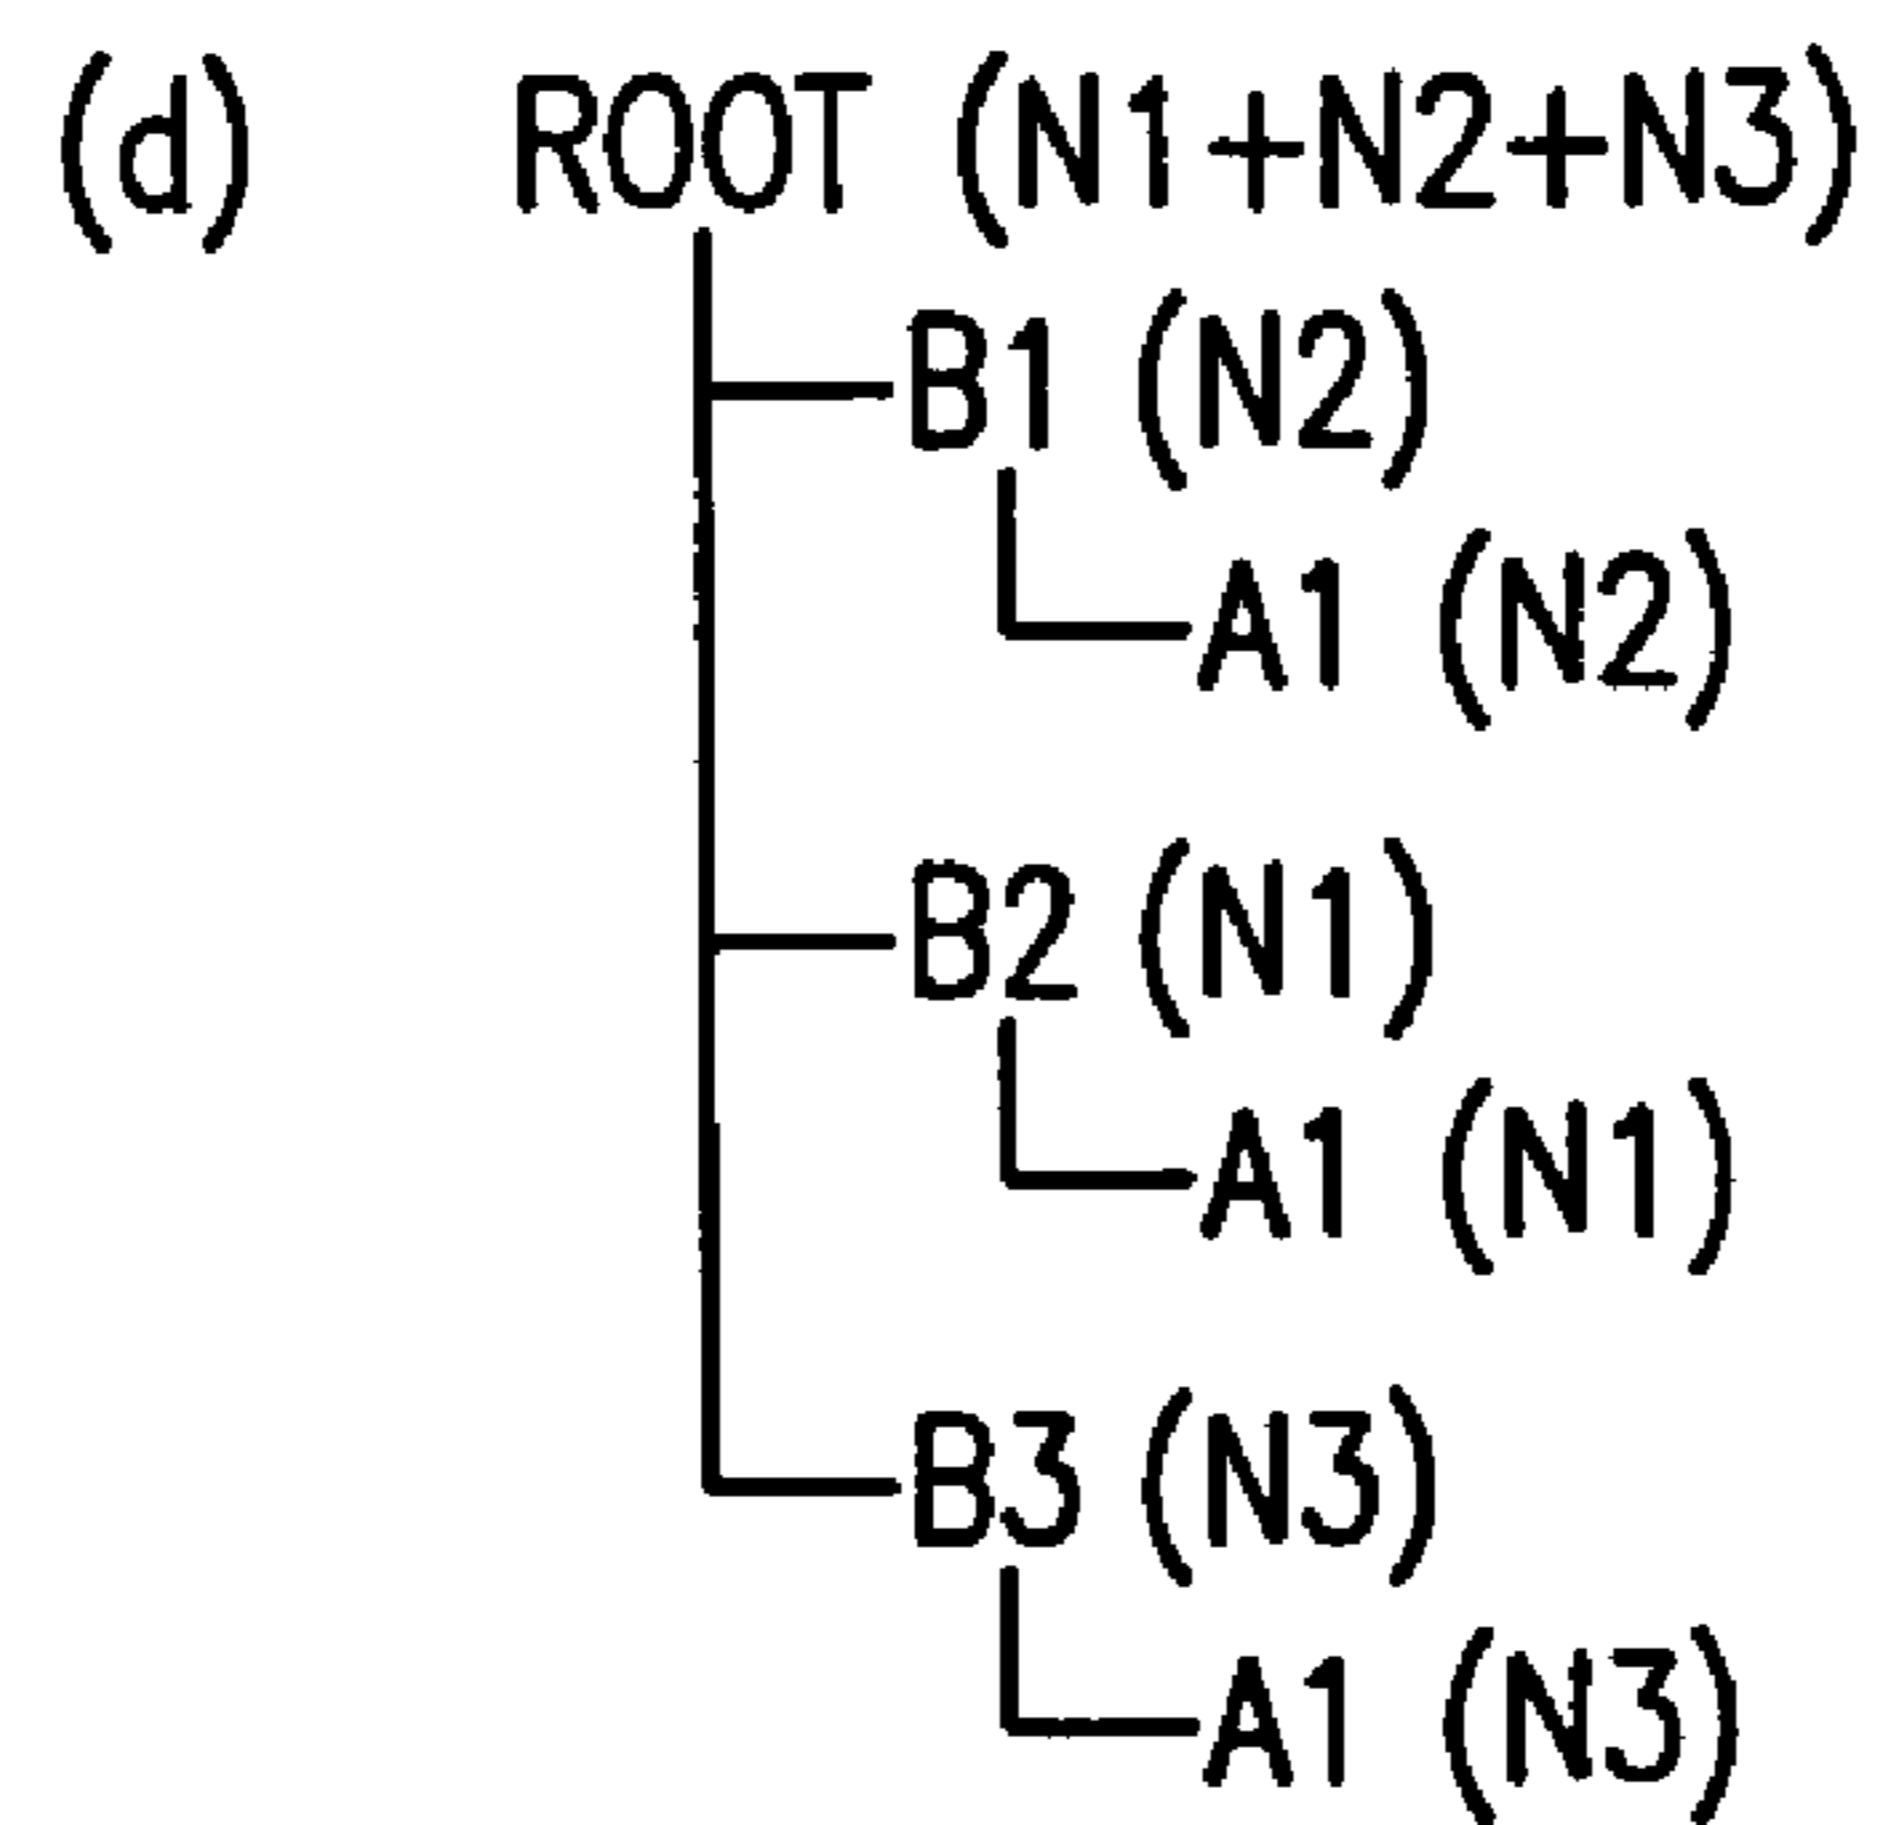 (d) ROOT (N1+N2+N3)
B1 (N2)
A1 (N2)
B2 (N1)
A1 (N1)
B3 (N3)
A1 (N3)